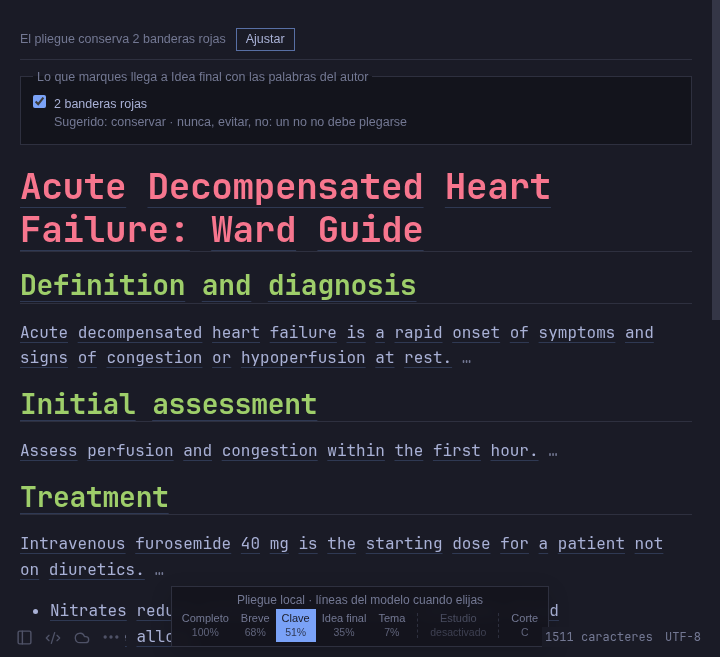 El pliegue conserva 2 banderas rojas Ajustar
Lo que marques llega a Idea final con las palabras del autor
2 banderas rojas
Sugerido: conservar · nunca, evitar, no: un no no debe plegarse
Acute Decompensated Heart
Failure: Ward Guide
Definition and diagnosis
Acute decompensated heart failure is a rapid onset of symptoms and
signs of congestion or hypoperfusion at rest. …
Initial assessment
Assess perfusion and congestion within the first hour. …
Treatment
Intravenous furosemide 40 mg is the starting dose for a patient not
on diuretics. …
Pliegue local · líneas del modelo cuando elijas
• Nitrates
Completo Breve Clave Idea final Tema Estudio Corte
100% 68% 51% 35% 7% desactivado C
1511 caracteres UTF-8